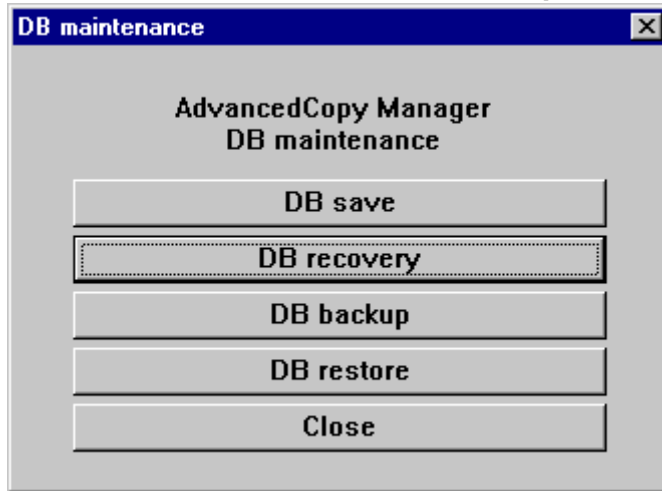 DB maintenance
AdvancedCopy Manager
DB maintenance
DB save
DB recovery
DB backup
DB restore
Close